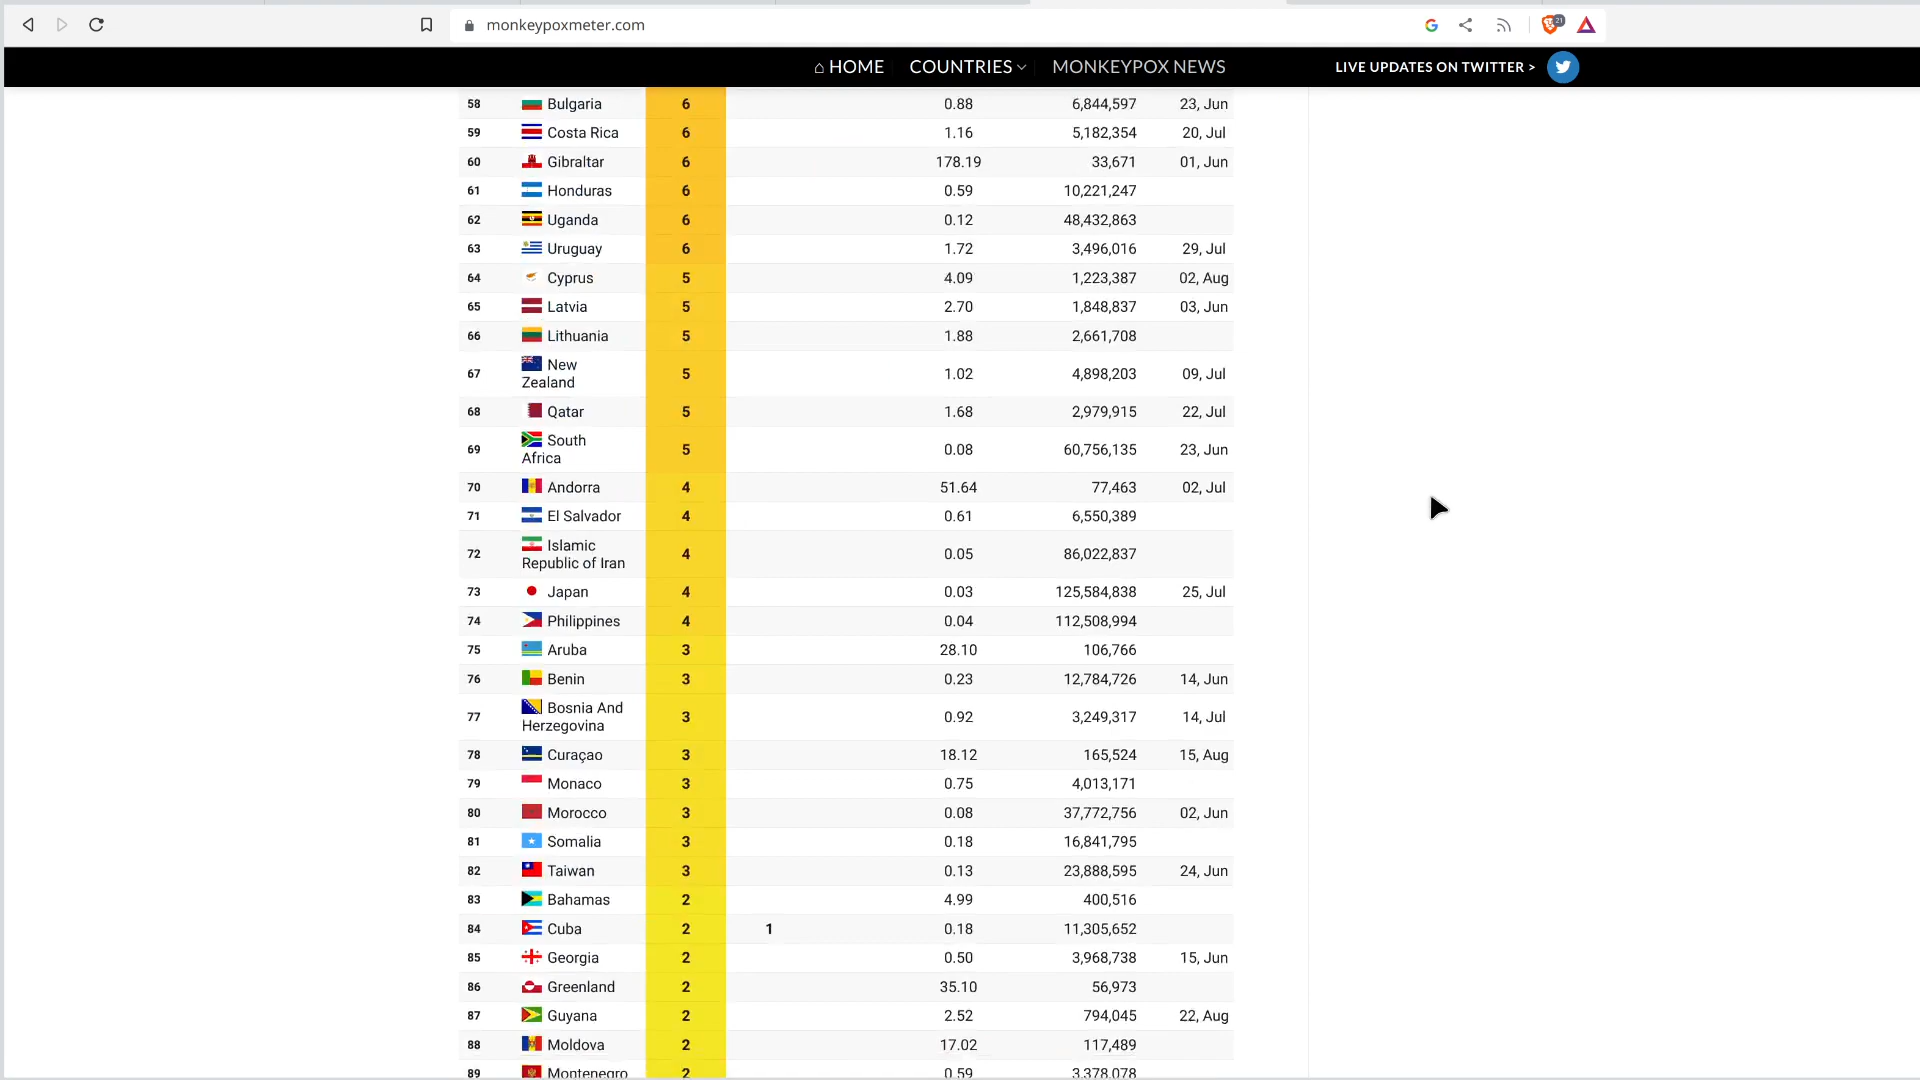 monkeypoxmeter.com
21
HOME COUNTRIES MONKEYPOX NEWS LIVE UPDATES ON TWITTER >
58 Bulgaria 6 0.88 6,844,597 23, Jun
59 Costa Rica 6 1.16 5,182,354 20, Jul
60 Gibraltar 6 178.19 33,671 01, Jun
61 Honduras 6 0.59 10,221,247
62 Uganda 6 0.12 48,432,863
63 Uruguay 6 1.72 3,496,016 29, Jul
64 Cyprus 5 4.09 1,223,387 02, Aug
65 Latvia 5 2.70 1,848,837 03, Jun
66 Lithuania 5 1.88 2,661,708
67 New
Zealand 5 1.02 4,898,203 09, Jul
68 Qatar 5 1.68 2,979,915 22, Jul
69 South
Africa 5 0.08 60,756,135 23, Jun
70 Andorra 4 51.64 77,463 02, Jul
71 El Salvador 4 0.61 6,550,389
72 Islamic
Republic of Iran 4 0.05 86,022,837
73 Japan 4 0.03 125,584,838 25, Jul
74 Philippines 4 0.04 112,508,994
75 Aruba 3 28.10 106,766
76 Benin 3 0.23 12,784,726 14, Jun
77 Bosnia And
Herzegovina 3 0.92 3,249,317 14, Jul
78 Curaçao 3 18.12 165,524 15, Aug
79 Monaco 3 0.75 4,013,171
80 Morocco 3 0.08 37,772,756 02, Jun
81 Somalia 3 0.18 16,841,795
82 Taiwan 3 0.13 23,888,595 24, Jun
83 Bahamas 2 4.99 400,516
84 Cuba 2 1 0.18 11,305,652
85 Georgia 2 0.50 3,968,738 15, Jun
86 Greenland 2 35.10 56,973
87 Guyana 2 2.52 794,045 22, Aug
88 Moldova 2 17.02 117,489
89 Montenegro 2 0.59 3,378,078